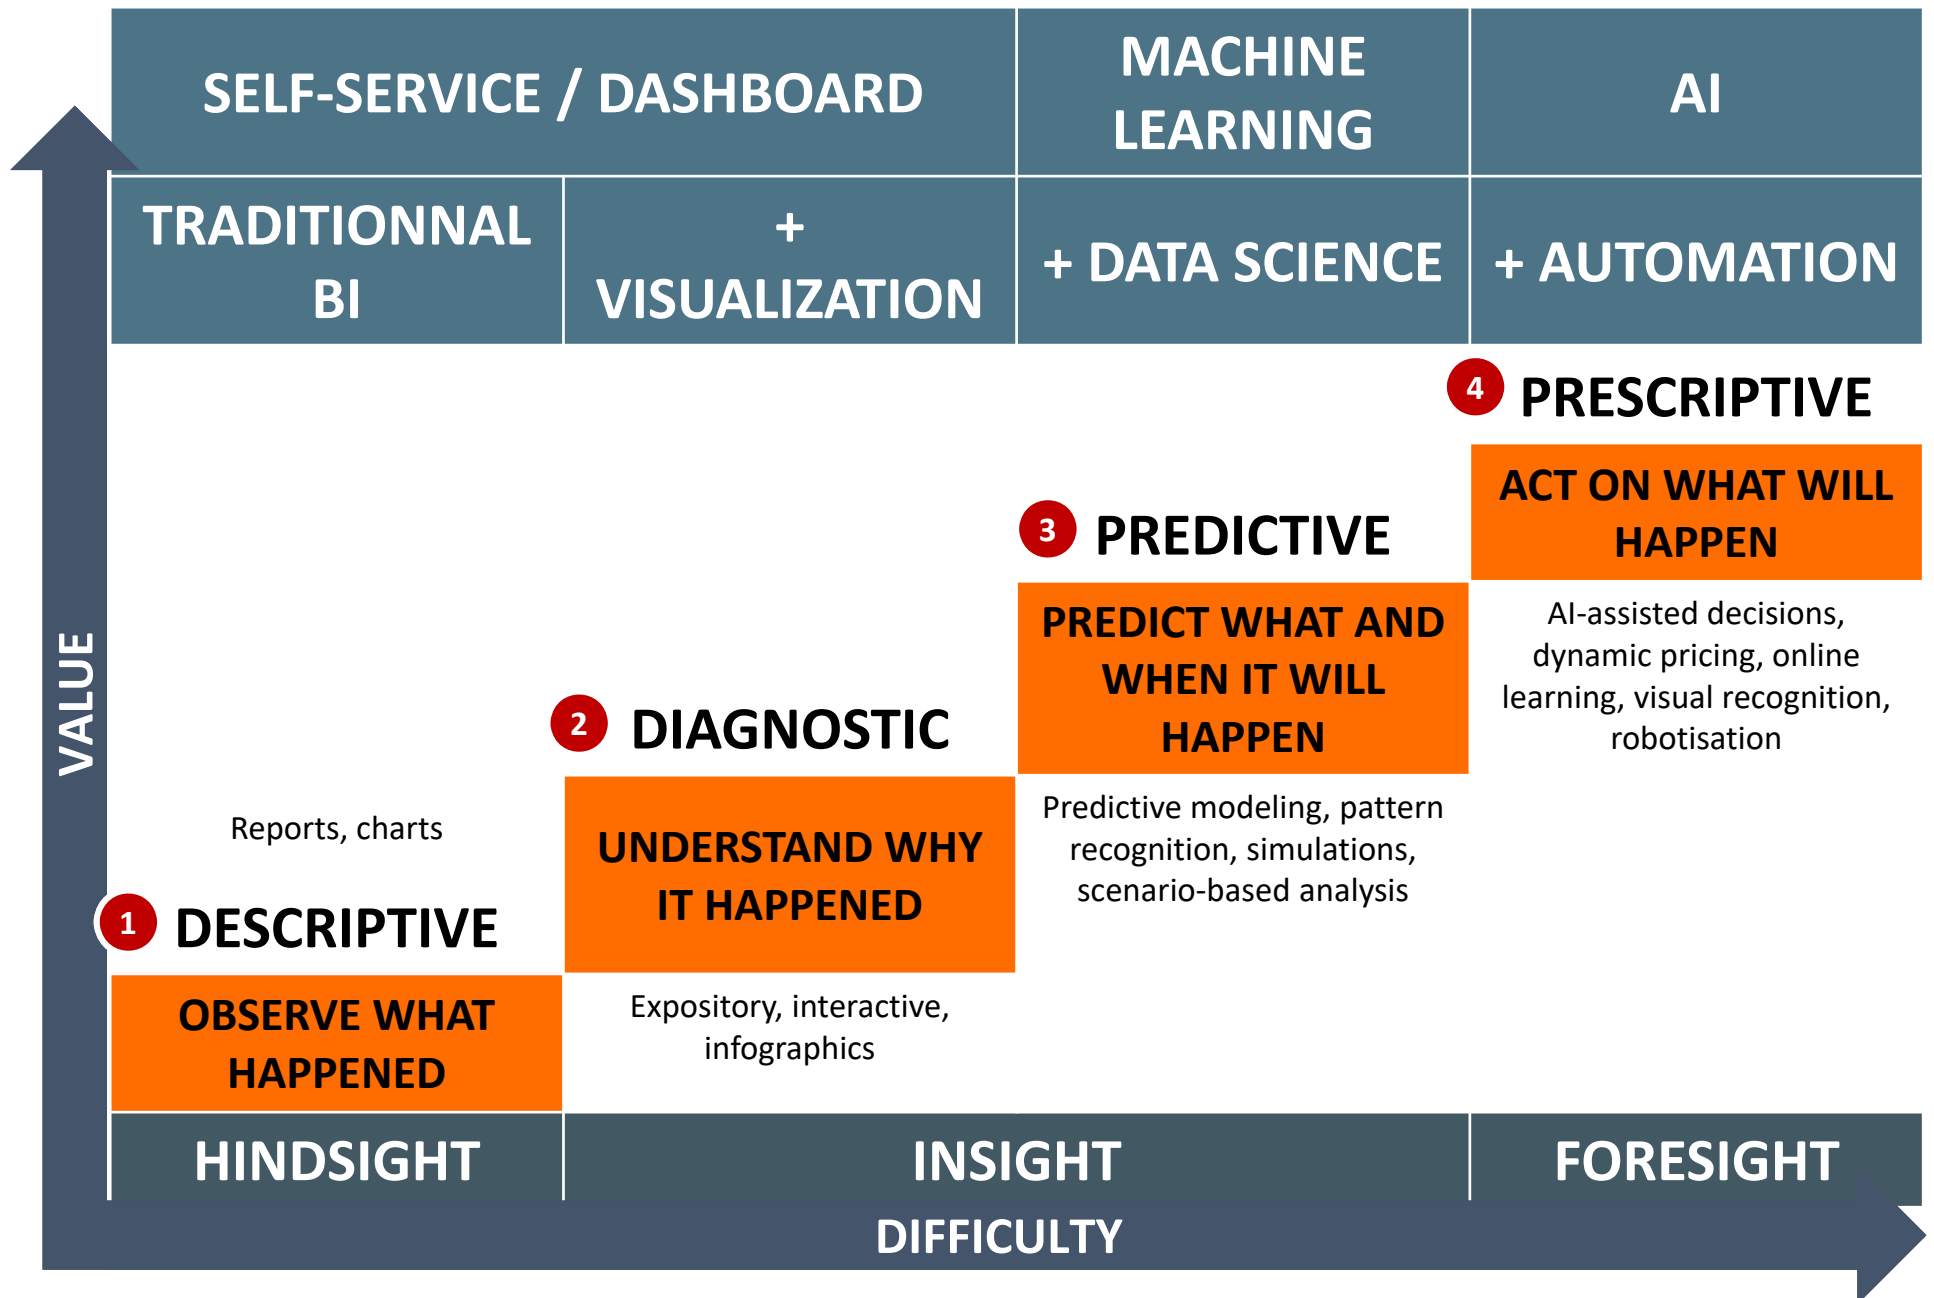 SELF-SERVICE / DASHBOARD
MACHINE
LEARNING
AI
TRADITIONNAL
BI
+
VISUALIZATION
+ DATA SCIENCE
+ AUTOMATION
4
PRESCRIPTIVE
ACT ON WHAT WILL
HAPPEN
AI-assisted decisions,
dynamic pricing, online
learning, visual recognition,
robotisation
3
PREDICTIVE
PREDICT WHAT AND
WHEN IT WILL
HAPPEN
Predictive modeling, pattern
recognition, simulations,
scenario-based analysis
2
DIAGNOSTIC
UNDERSTAND WHY
IT HAPPENED
Expository, interactive,
infographics
Reports, charts
1
DESCRIPTIVE
OBSERVE WHAT
HAPPENED
VALUE
HINDSIGHT
INSIGHT
FORESIGHT
DIFFICULTY